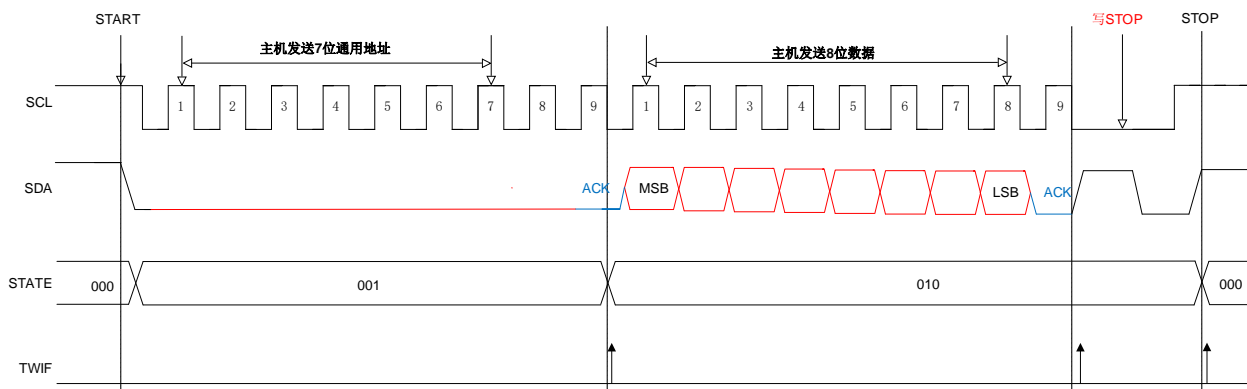 START
写STOP
STOP
主机发送7位通用地址
主机发送8位数据
SCL
1 2 3 4 5 6 7 8 9 1 2 3 4 5 6 7 8 9
SDA
ACK MSB LSB ACK
STATE
000 001 010 000
TWIF